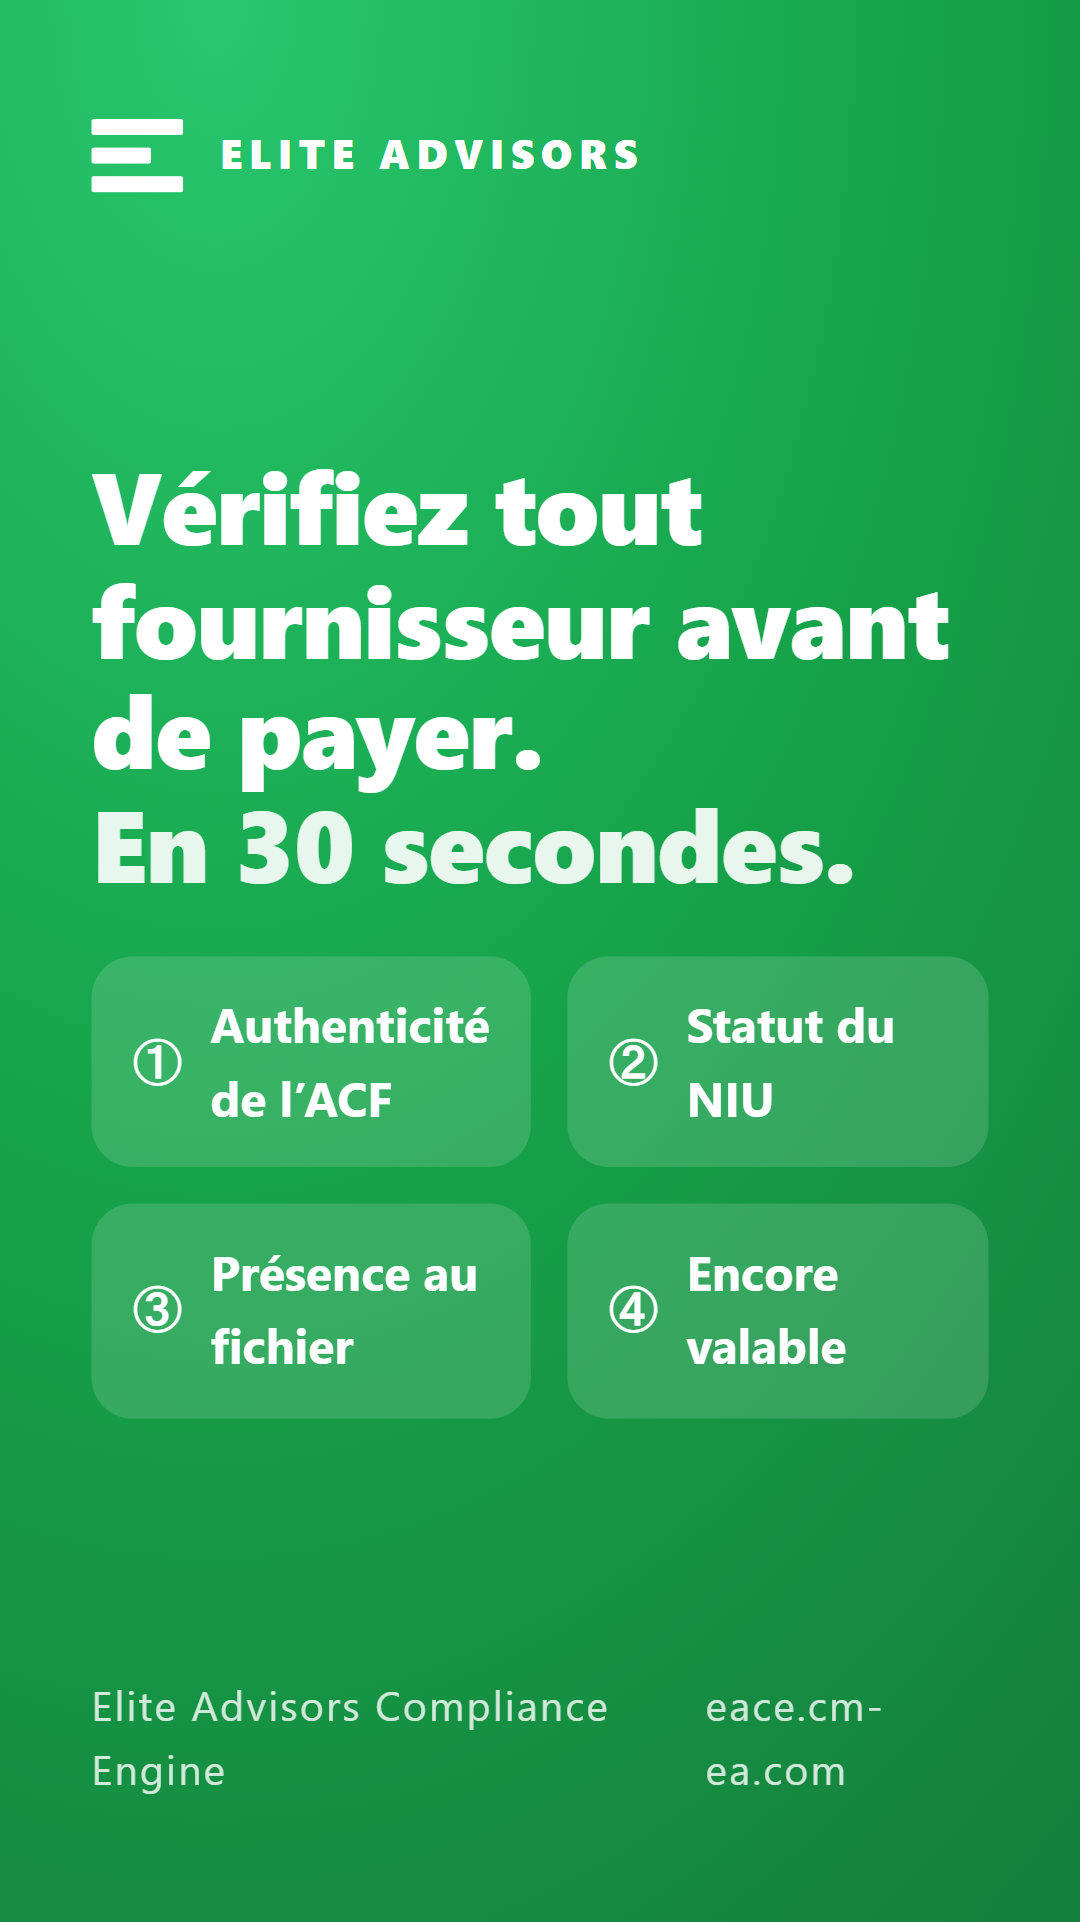 ELITE ADVISORS
Vérifiez tout
fournisseur avant
de payer.
En 30 secondes.
① Authenticité
de l’ACF
② Statut du
NIU
③ Présence au
fichier
④ Encore
valable
Elite Advisors Compliance
Engine
eace.cm-
ea.com